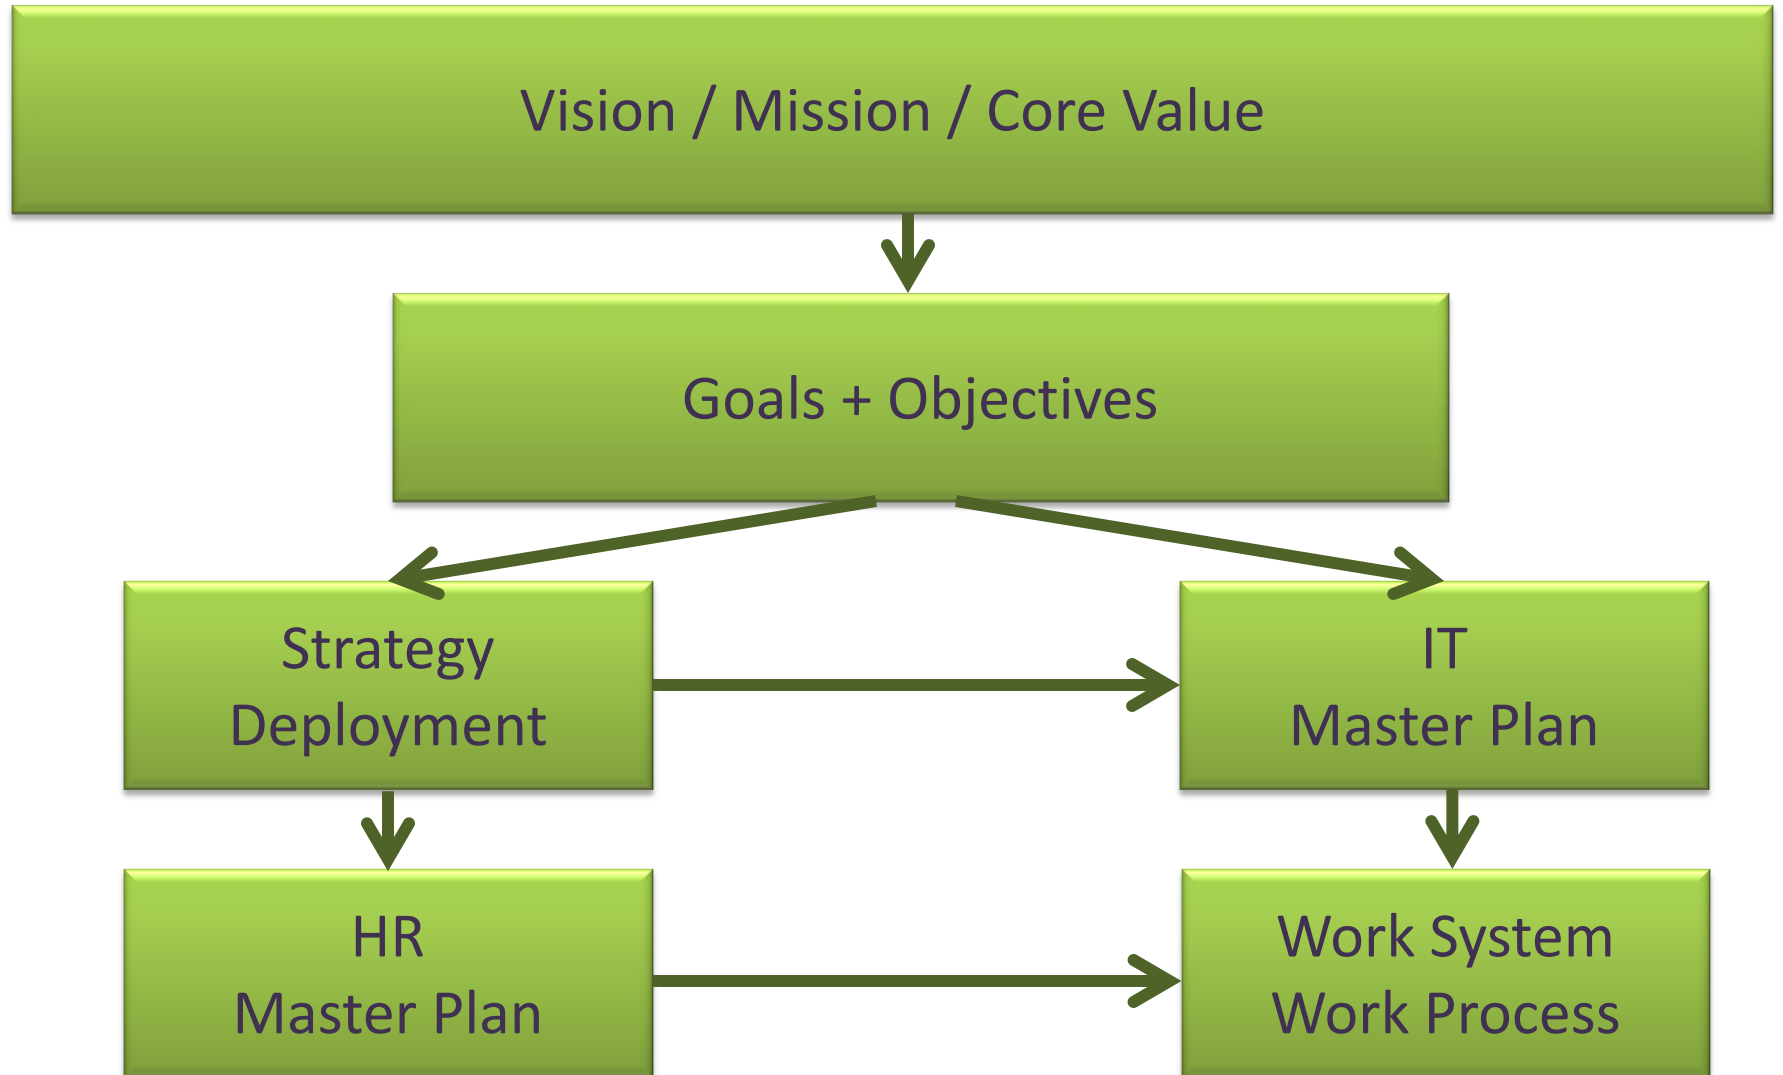 Vision / Mission / Core Value
Goals + Objectives
Strategy
Deployment
IT
Master Plan
HR
Master Plan
Work System
Work Process